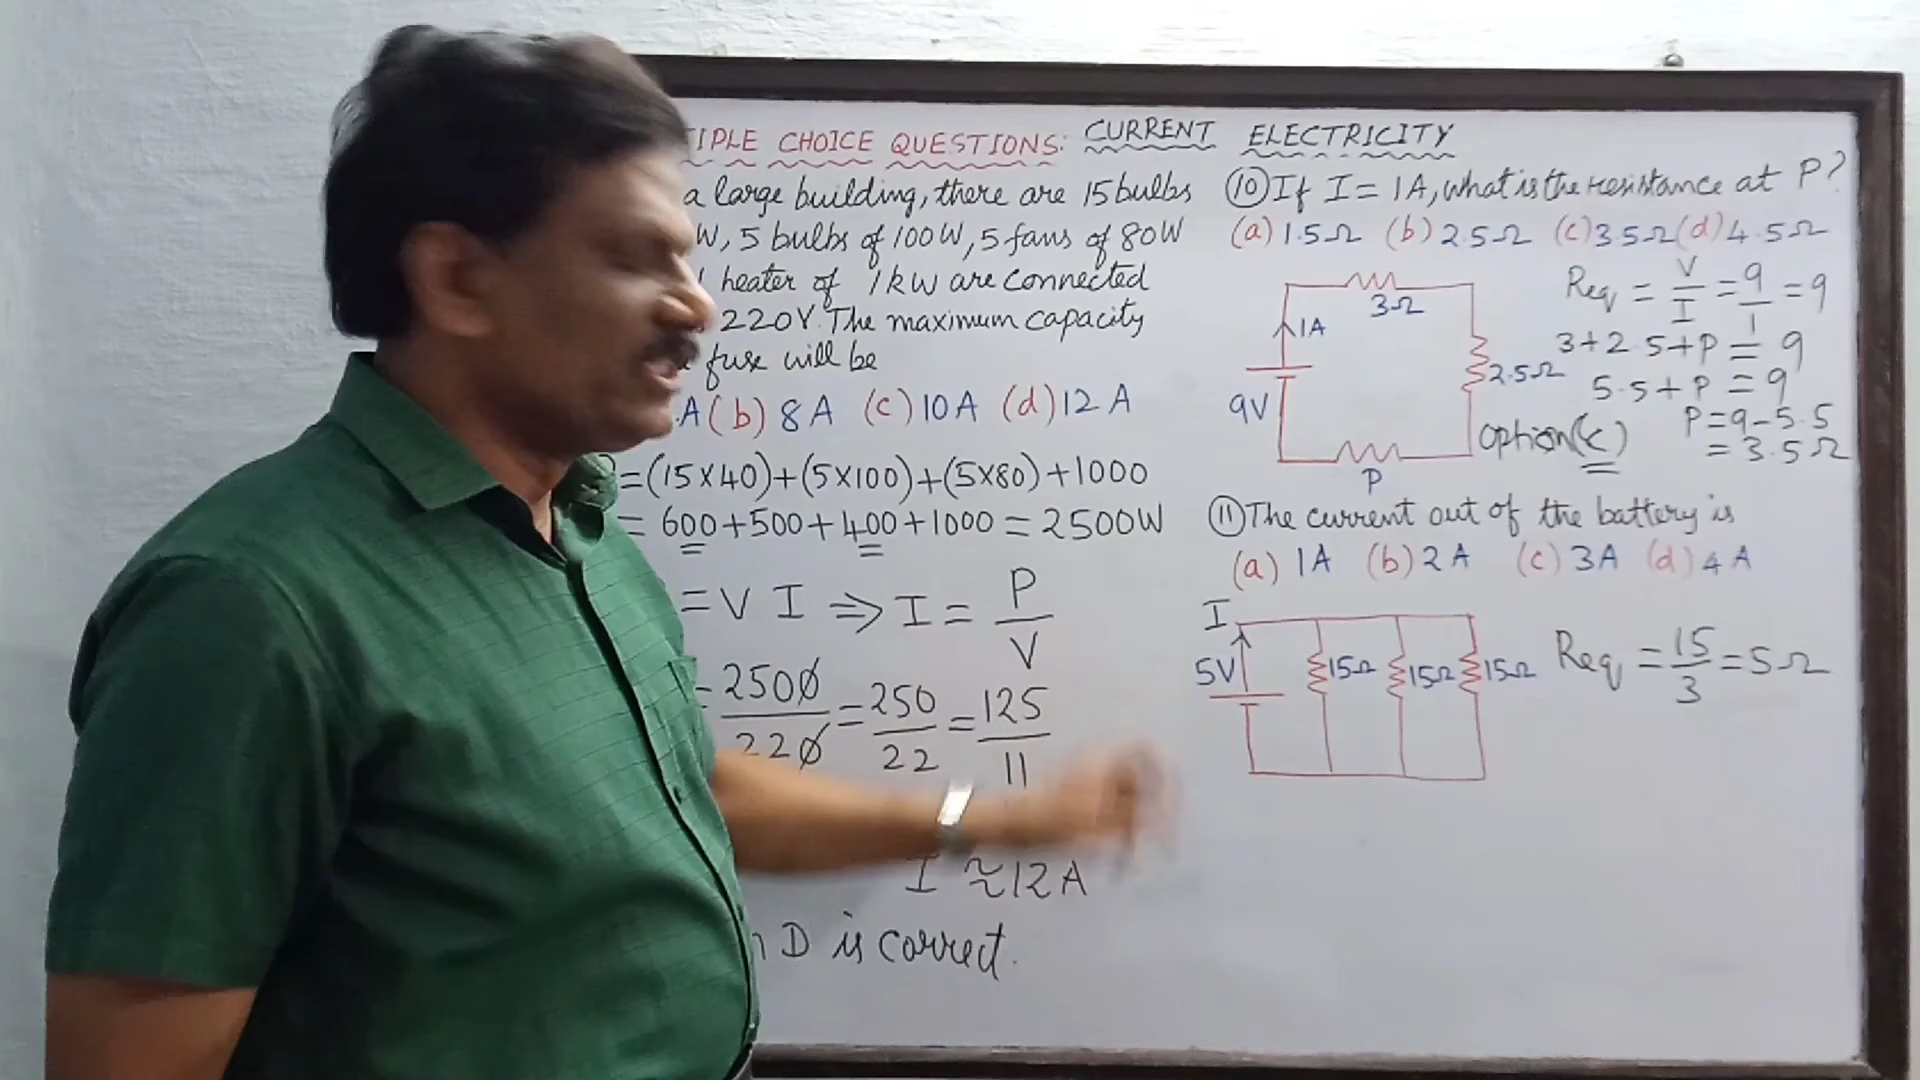 IPLE CHOICE QUESTIONS: CURRENT ELECTRICITY
a large building, there are 15 bulbs
W, 5 bulbs of 100W, 5 fans of 80W
heater of 1kW are connected
220V. The maximum capacity
fuse will be
A (b) 8A (c) 10A (d) 12A
=(15×40)+(5×100)+(5×80)+1000
= 600+500+400+1000 = 2500W
= V I ⇒ I = P/V
= 2500/220 = 250/22 = 125/11
I ≈ 12A
D is correct.
(10) If I = 1A, what is the resistance at P?
(a) 1.5Ω (b) 2.5Ω (c) 3.5Ω (d) 4.5Ω
3Ω
1A
2.5Ω
9V
P
Req = V/I = 9/1 = 9
3+2.5+P = 9
5.5+P = 9
P=9-5.5
= 3.5Ω
Option(c)
(11) The current out of the battery is
(a) 1A (b) 2A (c) 3A (d) 4A
I
5V
15Ω 15Ω 15Ω
Req = 15/3 = 5Ω